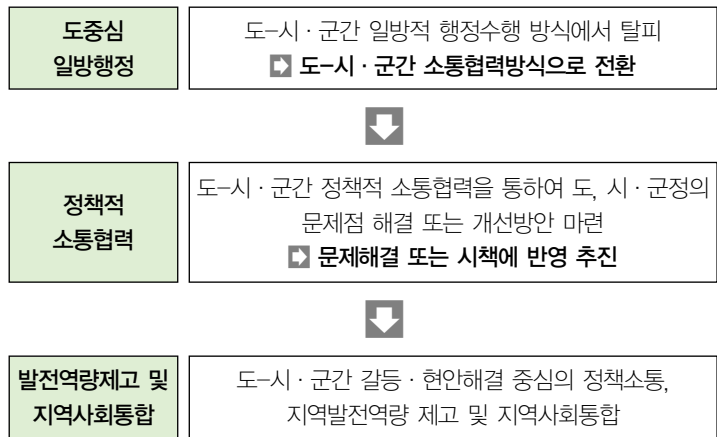 도중심
일방행정
도-시·군간 일방적 행정수행 방식에서 탈피
➡ 도-시·군간 소통협력방식으로 전환
정책적
소통협력
도-시·군간 정책적 소통협력을 통하여 도, 시·군정의
문제점 해결 또는 개선방안 마련
➡ 문제해결 또는 시책에 반영 추진
발전역량제고 및
지역사회통합
도-시·군간 갈등·현안해결 중심의 정책소통,
지역발전역량 제고 및 지역사회통합